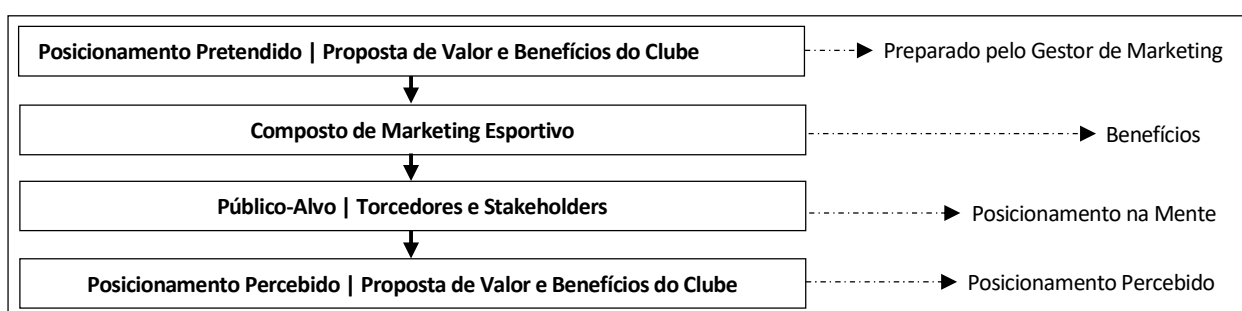 Posicionamento Pretendido | Proposta de Valor e Benefícios do Clube
Preparado pelo Gestor de Marketing
Composto de Marketing Esportivo
Benefícios
Público-Alvo | Torcedores e Stakeholders
Posicionamento na Mente
Posicionamento Percebido | Proposta de Valor e Benefícios do Clube
Posicionamento Percebido